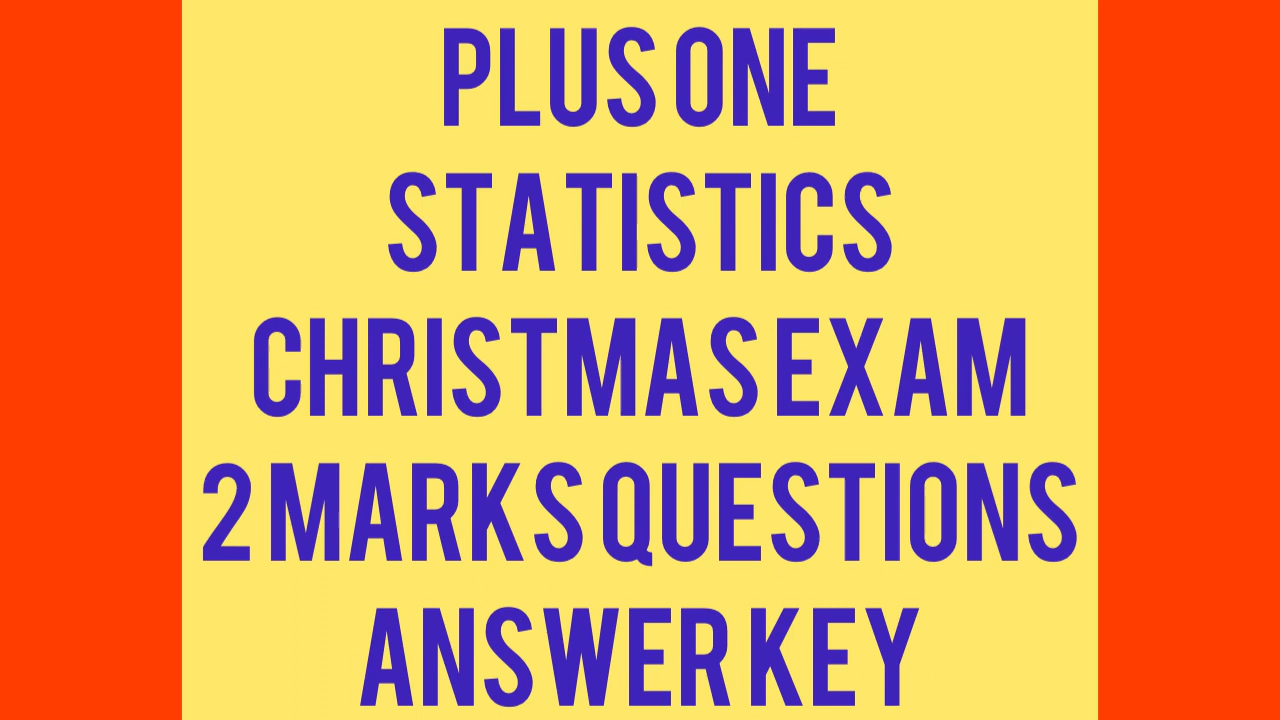 PLUS ONE
STATISTICS
CHRISTMAS EXAM
2 MARKS QUESTIONS
ANSWER KEY